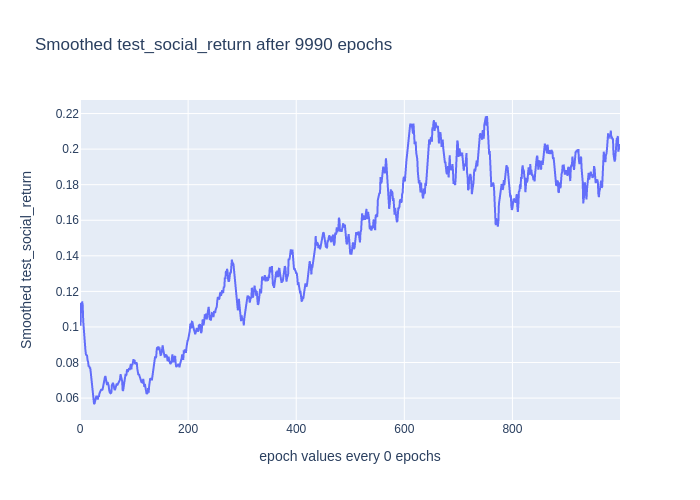 Smoothed test_social_return after 9990 epochs
0.22
0.2
0.18
0.16
0.14
0.12
0.1
0.08
0.06
Smoothed test_social_return
0 200 400 600 800
epoch values every 0 epochs